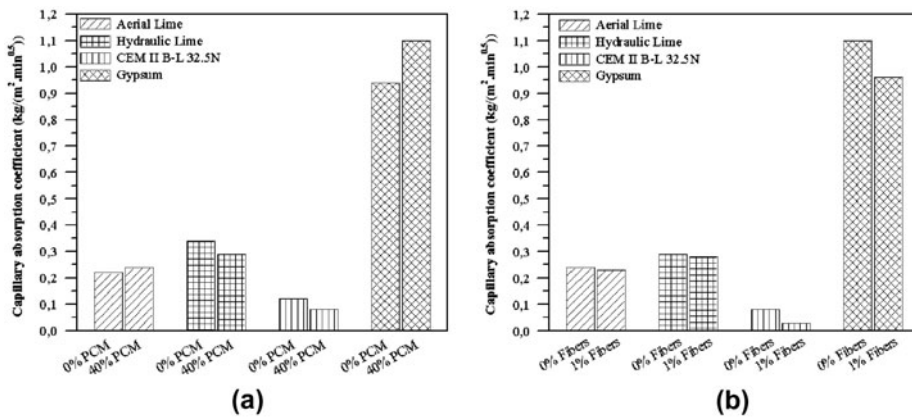 Capillary absorption coefficient (kg/(m².min⁰·⁵))
1,2
1,1
1,0
0,9
0,8
0,7
0,6
0,5
0,4
0,3
0,2
0,1
0,0
Aerial Lime
Hydraulic Lime
CEM II B-L 32.5N
Gypsum
0% PCM
40% PCM
0% PCM
40% PCM
0% PCM
40% PCM
0% PCM
40% PCM
(a)
Capillary absorption coefficient (kg/(m².min⁰·⁵))
1,2
1,1
1,0
0,9
0,8
0,7
0,6
0,5
0,4
0,3
0,2
0,1
0,0
Aerial Lime
Hydraulic Lime
CEM II B-L 32.5N
Gypsum
0% Fibers
1% Fibers
0% Fibers
1% Fibers
0% Fibers
1% Fibers
0% Fibers
1% Fibers
(b)